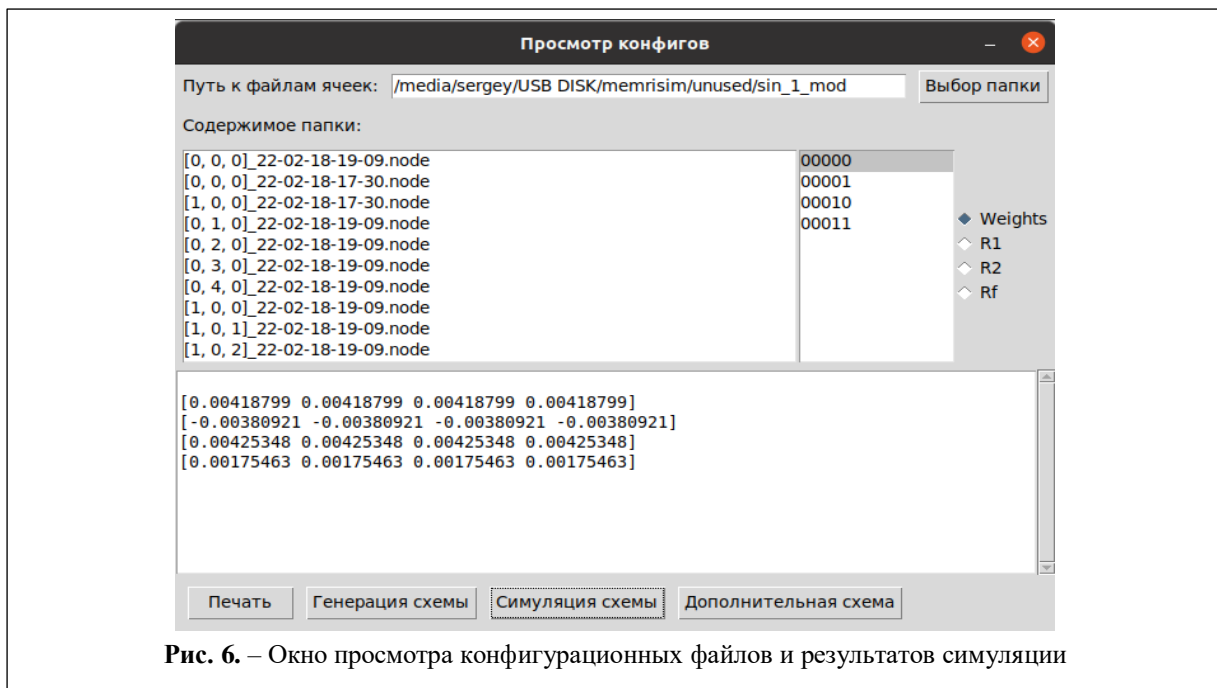 Просмотр конфигов
Путь к файлам ячеек: /media/sergey/USB DISK/memrisim/unused/sin_1_mod Выбор папки
Содержимое папки:
[0, 0, 0]_22-02-18-19-09.node
[0, 0, 0]_22-02-18-17-30.node
[1, 0, 0]_22-02-18-17-30.node
[0, 1, 0]_22-02-18-19-09.node
[0, 2, 0]_22-02-18-19-09.node
[0, 3, 0]_22-02-18-19-09.node
[0, 4, 0]_22-02-18-19-09.node
[1, 0, 0]_22-02-18-19-09.node
[1, 0, 1]_22-02-18-19-09.node
[1, 0, 2]_22-02-18-19-09.node
00000
00001
00010
00011
Weights
R1
R2
Rf
[0.00418799 0.00418799 0.00418799 0.00418799]
[-0.00380921 -0.00380921 -0.00380921 -0.00380921]
[0.00425348 0.00425348 0.00425348 0.00425348]
[0.00175463 0.00175463 0.00175463 0.00175463]
Печать Генерация схемы Симуляция схемы Дополнительная схема
Рис. 6. – Окно просмотра конфигурационных файлов и результатов симуляции